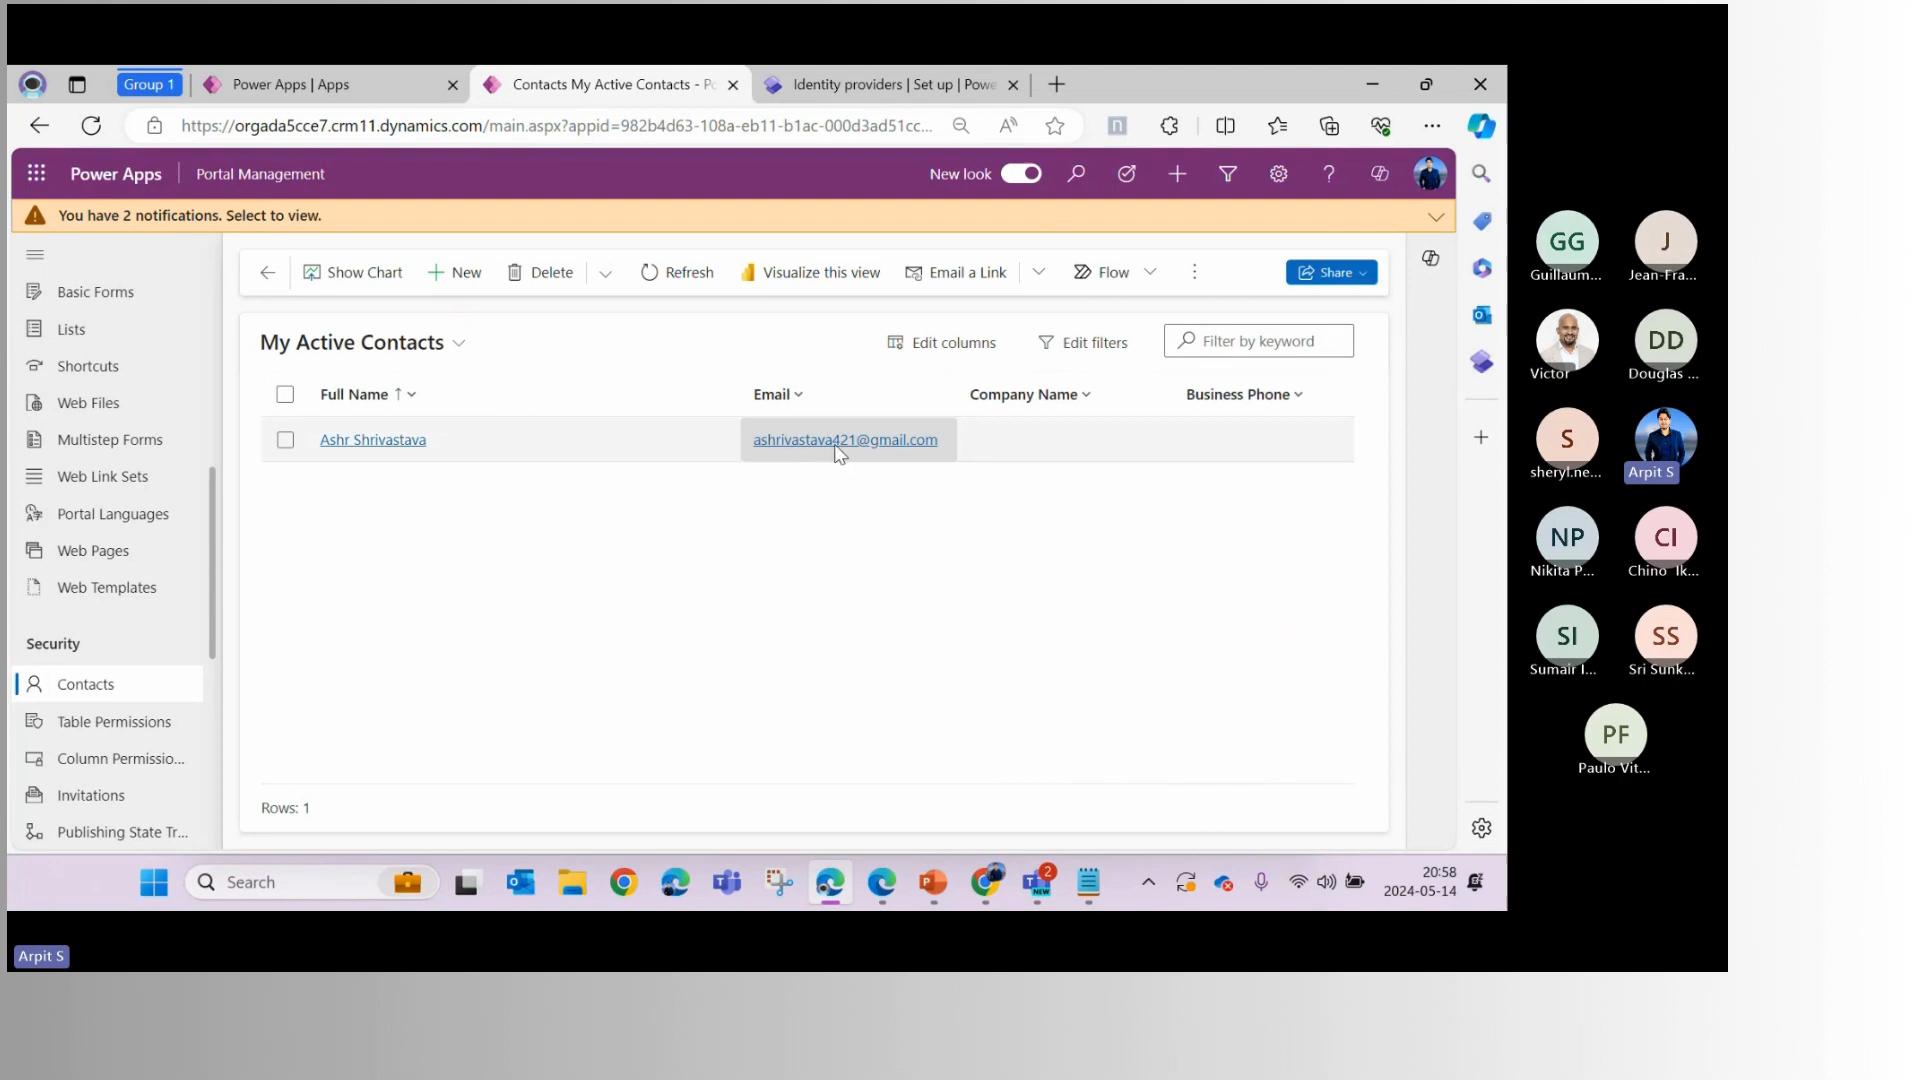 Group 1
Power Apps | Apps
Contacts My Active Contacts - Po
Identity providers | Set up | Powe
https://orgada5cce7.crm11.dynamics.com/main.aspx?appid=982b4d63-108a-eb11-b1ac-000d3ad51cc...
Power Apps
Portal Management
New look
You have 2 notifications. Select to view.
Basic Forms
Lists
Shortcuts
Web Files
Multistep Forms
Web Link Sets
Portal Languages
Web Pages
Web Templates
Security
Contacts
Table Permissions
Column Permissio...
Invitations
Publishing State Tr...
Show Chart
New
Delete
Refresh
Visualize this view
Email a Link
Flow
Share
My Active Contacts
Edit columns
Edit filters
Filter by keyword
Full Name
Email
Company Name
Business Phone
Ashr Shrivastava
ashrivastava421@gmail.com
Rows: 1
Search
2
NEW
20:58
2024-05-14
GG
Guillaum...
J
Jean-Fra...
Victor
DD
Douglas ...
S
sheryl.ne...
Arpit S
NP
Nikita P...
CI
Chino Ik...
SI
Sumair I...
SS
Sri Sunk...
PF
Paulo Vit...
Arpit S